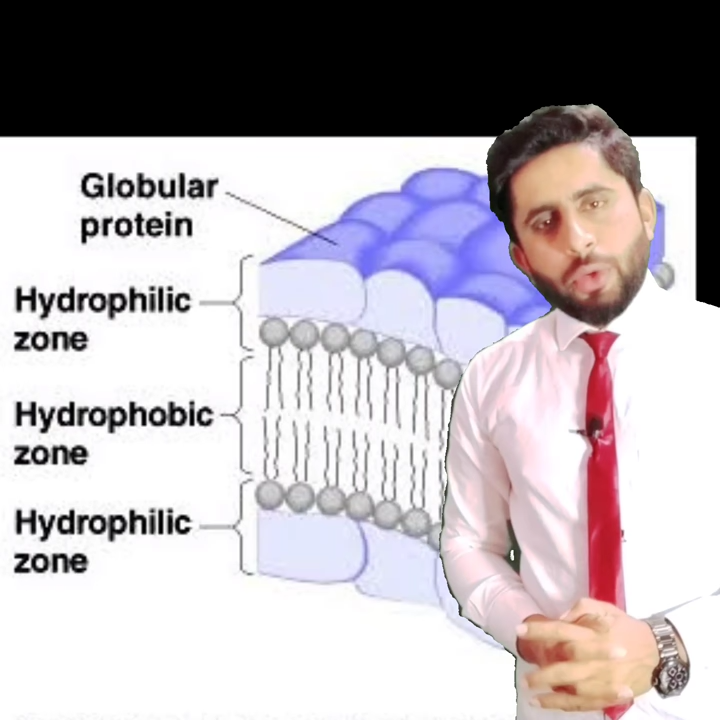 Globular
protein
Hydrophilic
zone
Hydrophobic
zone
Hydrophilic
zone